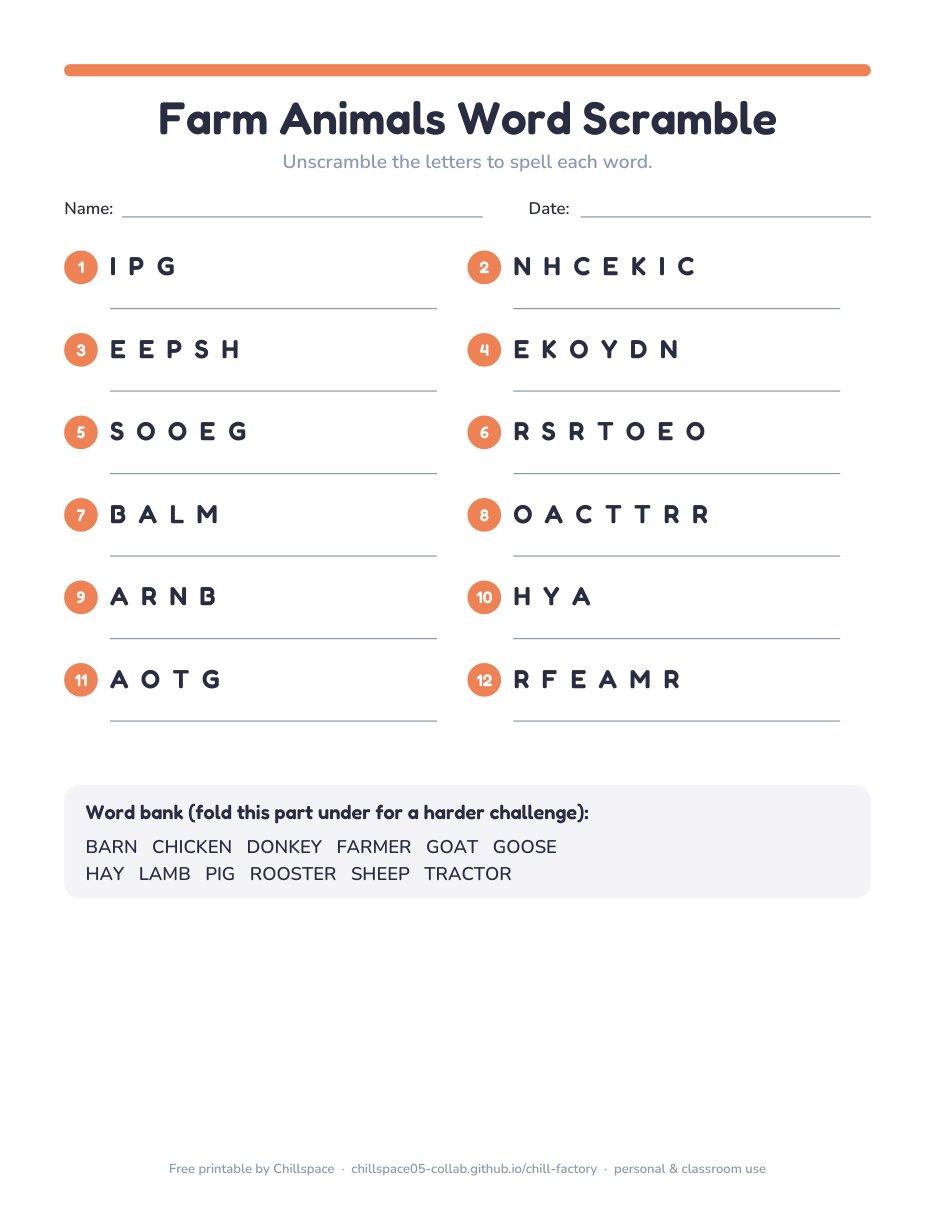 Farm Animals Word Scramble
Unscramble the letters to spell each word.
Name: Date:
1 I P G
2 N H C E K I C
3 E E P S H
4 E K O Y D N
5 S O O E G
6 R S R T O E O
7 B A L M
8 O A C T T R R
9 A R N B
10 H Y A
11 A O T G
12 R F E A M R
Word bank (fold this part under for a harder challenge):
BARN CHICKEN DONKEY FARMER GOAT GOOSE
HAY LAMB PIG ROOSTER SHEEP TRACTOR
Free printable by Chillspace · chillspace05-collab.github.io/chill-factory · personal & classroom use